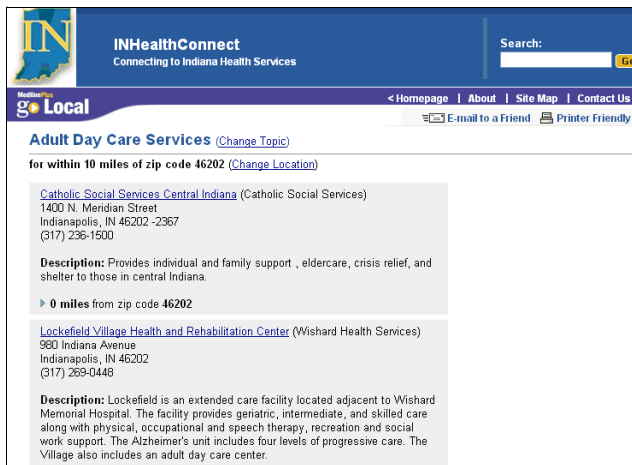 IN
INHealthConnect
Connecting to Indiana Health Services
Search:
MedlinePlus
go Local
< Homepage | About | Site Map | Contact Us
E-mail to a Friend Printer Friendly
Adult Day Care Services (Change Topic)
for within 10 miles of zip code 46202 (Change Location)
Catholic Social Services Central Indiana (Catholic Social Services)
1400 N. Meridian Street
Indianapolis, IN 46202 -2367
(317) 236-1500
Description: Provides individual and family support , eldercare, crisis relief, and
shelter to those in central Indiana.
0 miles from zip code 46202
Lockefield Village Health and Rehabilitation Center (Wishard Health Services)
980 Indiana Avenue
Indianapolis, IN 46202
(317) 269-0448
Description: Lockefield is an extended care facility located adjacent to Wishard
Memorial Hospital. The facility provides geriatric, intermediate, and skilled care
along with physical, occupational and speech therapy, recreation and social
work support. The Alzheimer's unit includes four levels of progressive care. The
Village also includes an adult day care center.